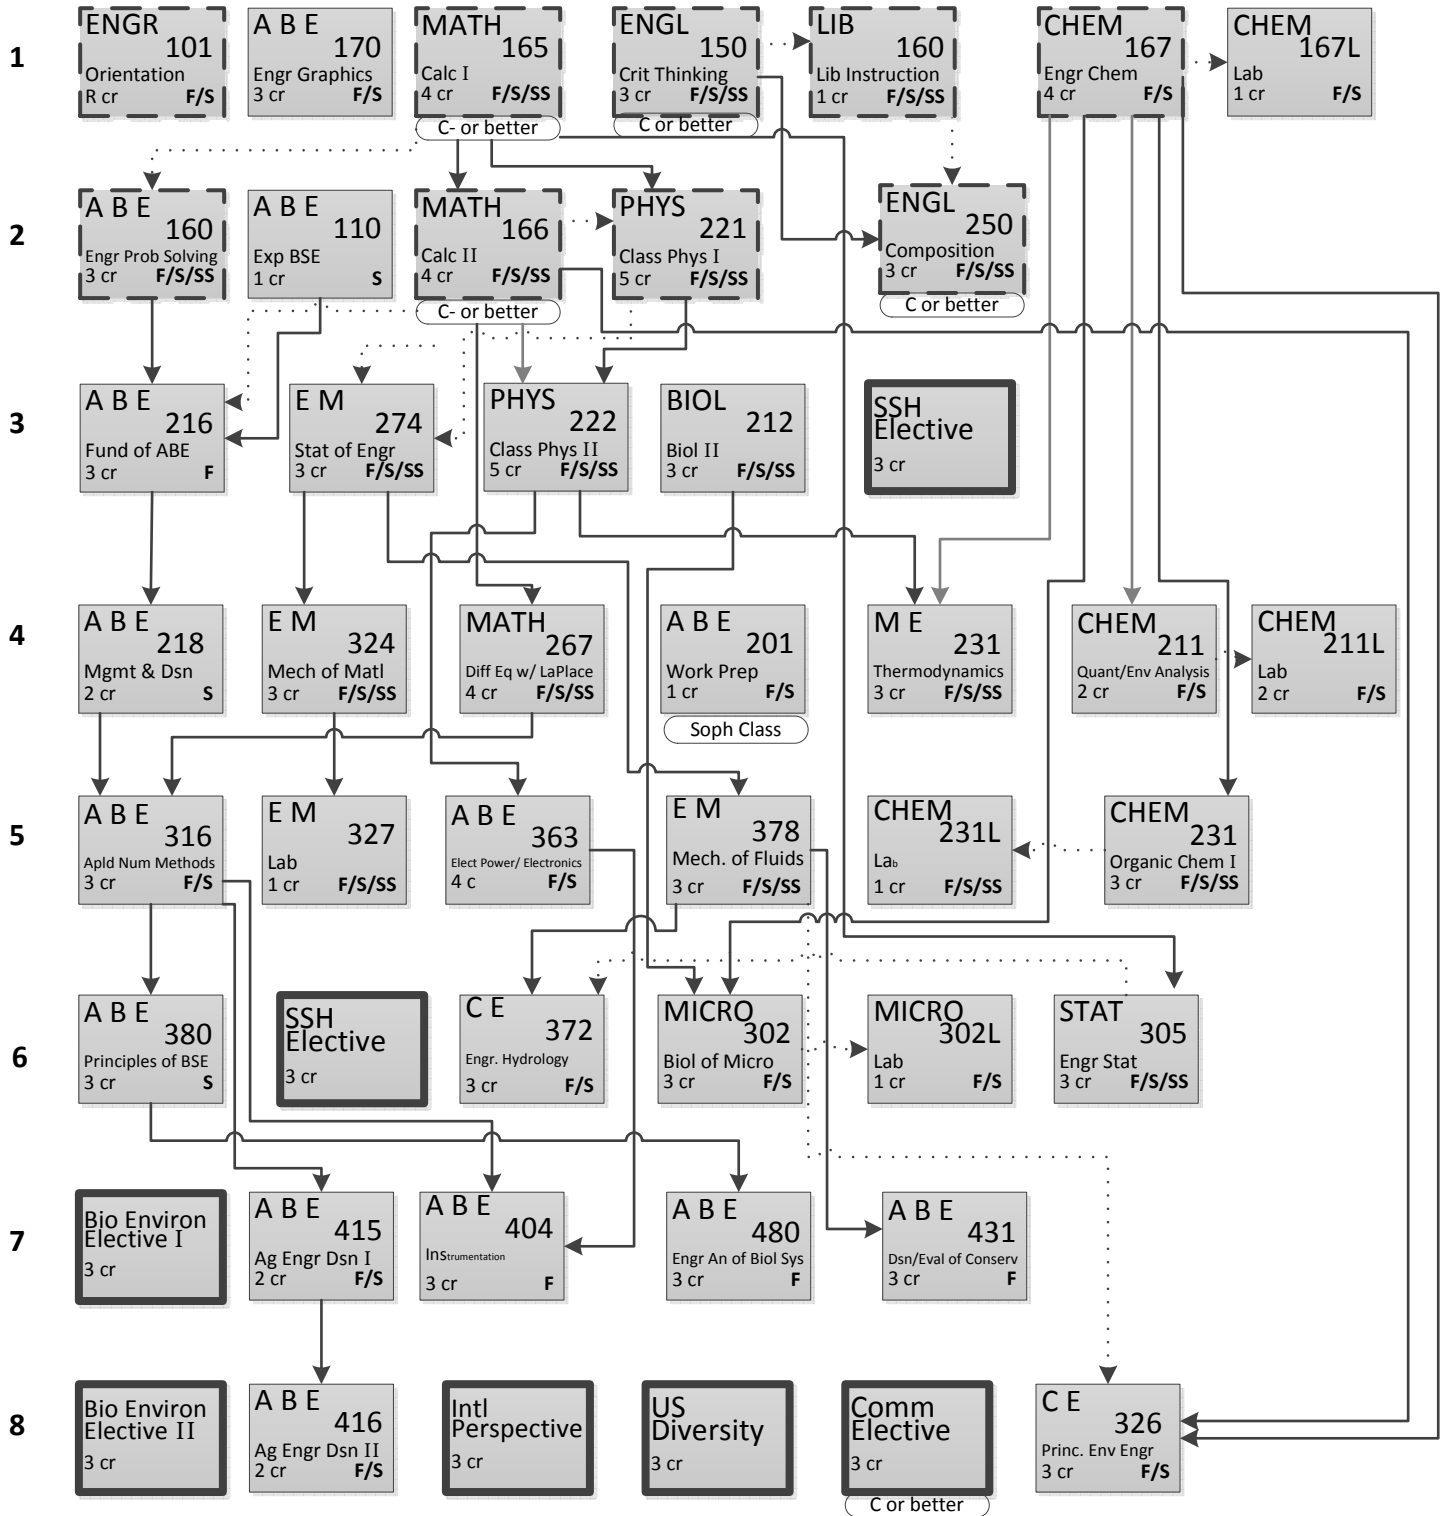 1
ENGR
101
Orientation
R cr F/S
A B E
170
Engr Graphics
3 cr F/S
MATH
165
Calc I
4 cr F/S/SS
C- or better
ENGL
150
Crit Thinking
3 cr F/S/SS
C or better
LIB
160
Lib Instruction
1 cr F/S/SS
CHEM
167
Engr Chem
4 cr F/S
CHEM
167L
Lab
1 cr F/S
2
A B E
160
Engr Prob Solving
3 cr F/S/SS
A B E
110
Exp BSE
1 cr S
MATH
166
Calc II
4 cr F/S/SS
C- or better
PHYS
221
Class Phys I
5 cr F/S/SS
ENGL
250
Composition
3 cr F/S/SS
C or better
3
A B E
216
Fund of ABE
3 cr F
E M
274
Stat of Engr
3 cr F/S/SS
PHYS
222
Class Phys II
5 cr F/S/SS
BIOL
212
Biol II
3 cr F/S/SS
SSH
Elective
3 cr
4
A B E
218
Mgmt & Dsn
2 cr S
E M
324
Mech of Matl
3 cr F/S/SS
MATH
267
Diff Eq w/ LaPlace
4 cr F/S/SS
A B E
201
Work Prep
1 cr F/S
Soph Class
M E
231
Thermodynamics
3 cr F/S/SS
CHEM
211
Quant/Env Analysis
2 cr F/S
CHEM
211L
Lab
2 cr F/S
5
A B E
316
Apld Num Methods
3 cr F/S
E M
327
Lab
1 cr F/S/SS
A B E
363
Elect Power/ Electronics
4 c F/S
E M
378
Mech. of Fluids
3 cr F/S/SS
CHEM
231L
Lab
1 cr F/S/SS
CHEM
231
Organic Chem I
3 cr F/S/SS
6
A B E
380
Principles of BSE
3 cr S
SSH
Elective
3 cr
C E
372
Engr. Hydrology
3 cr F/S
MICRO
302
Biol of Micro
3 cr F/S
MICRO
302L
Lab
1 cr F/S
STAT
305
Engr Stat
3 cr F/S/SS
7
Bio Environ
Elective I
3 cr
A B E
415
Ag Engr Dsn I
2 cr F/S
A B E
404
Instrumentation
3 cr F
A B E
480
Engr An of Biol Sys
3 cr F
A B E
431
Dsn/Eval of Conserv
3 cr F
8
Bio Environ
Elective II
3 cr
A B E
416
Ag Engr Dsn II
2 cr F/S
Intl
Perspective
3 cr
US
Diversity
3 cr
Comm
Elective
3 cr
C or better
C E
326
Princ. Env Engr
3 cr F/S